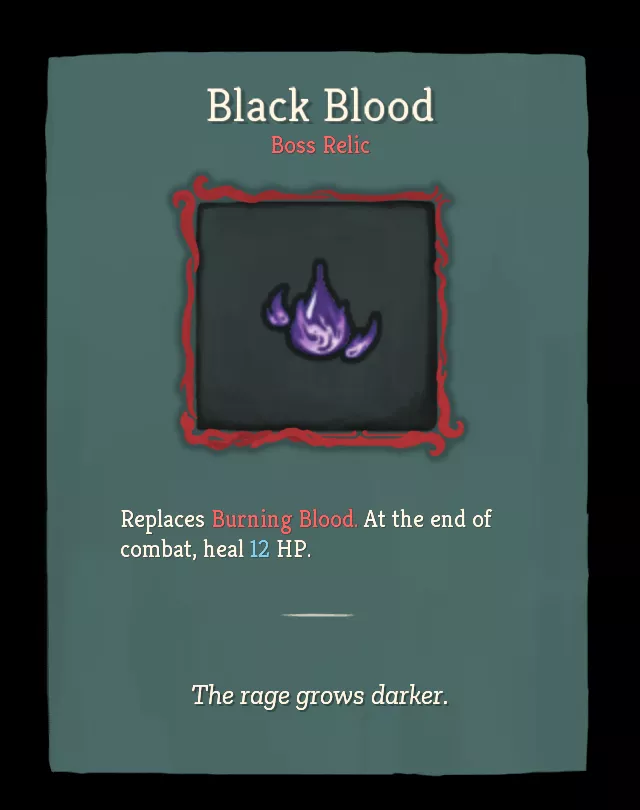 Black Blood
Boss Relic
Replaces Burning Blood. At the end of
combat, heal 12 HP.
The rage grows darker.